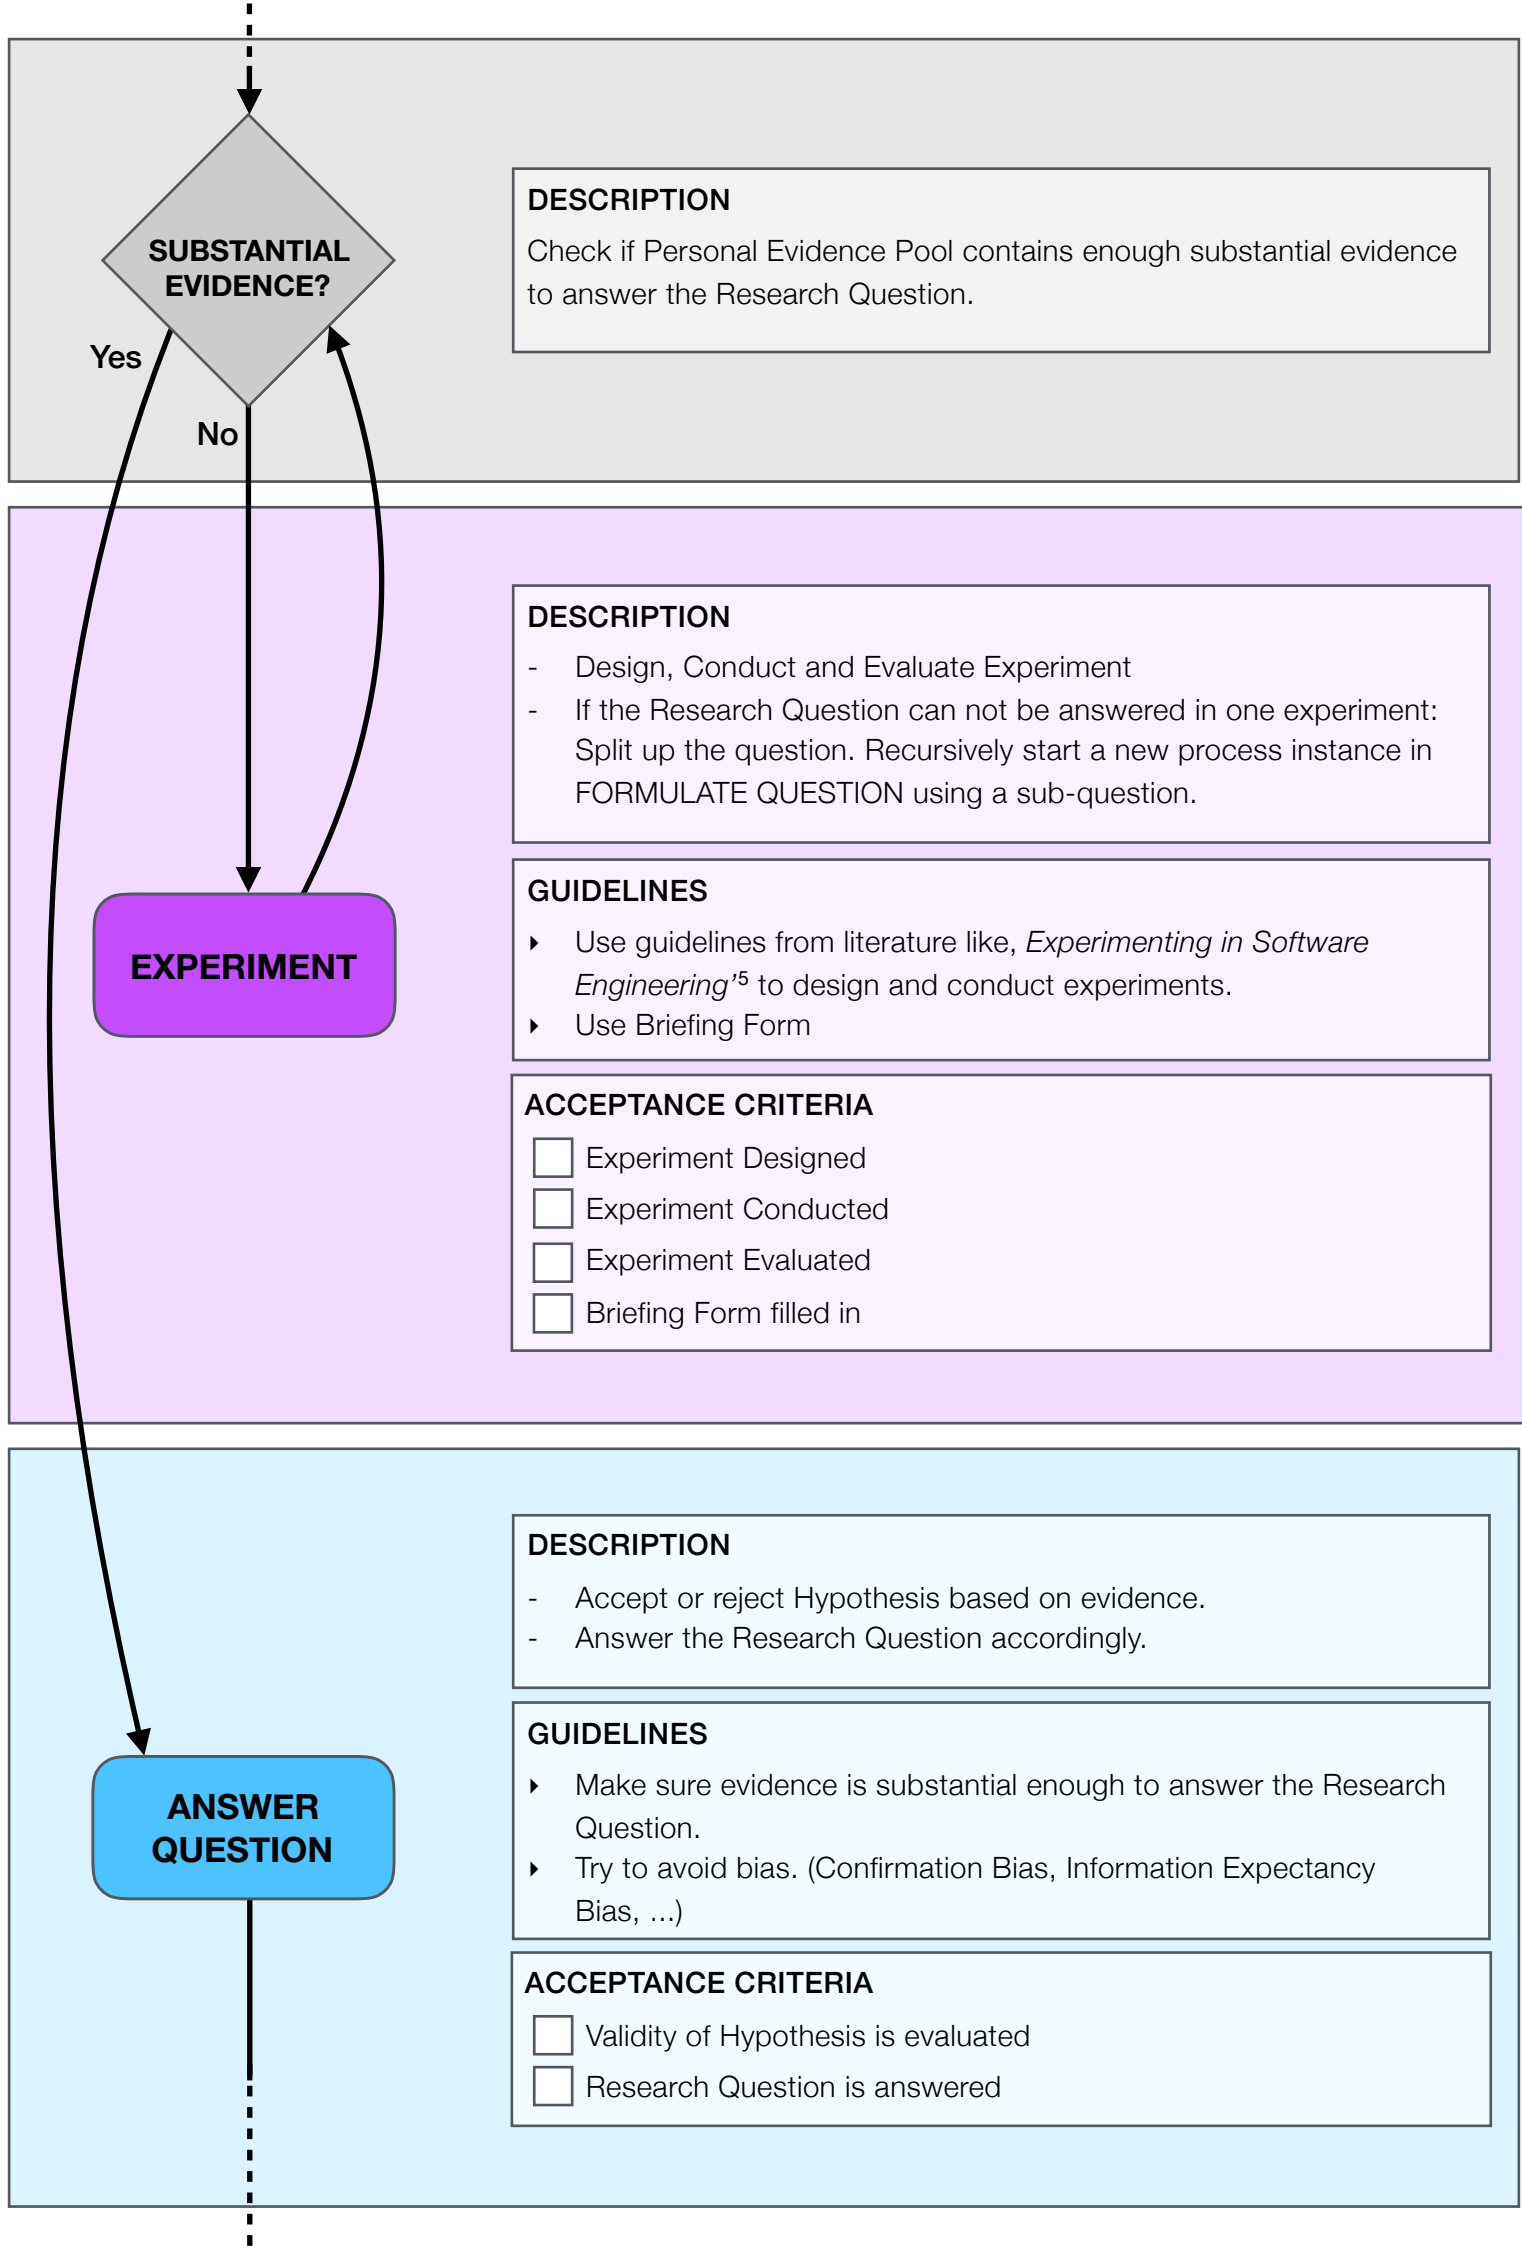 SUBSTANTIAL
EVIDENCE?
Yes
No
DESCRIPTION
Check if Personal Evidence Pool contains enough substantial evidence
to answer the Research Question.
EXPERIMENT
DESCRIPTION
- Design, Conduct and Evaluate Experiment
- If the Research Question can not be answered in one experiment:
Split up the question. Recursively start a new process instance in
FORMULATE QUESTION using a sub-question.
GUIDELINES
‣ Use guidelines from literature like, Experimenting in Software
Engineering’⁵ to design and conduct experiments.
‣ Use Briefing Form
ACCEPTANCE CRITERIA
Experiment Designed
Experiment Conducted
Experiment Evaluated
Briefing Form filled in
ANSWER
QUESTION
DESCRIPTION
- Accept or reject Hypothesis based on evidence.
- Answer the Research Question accordingly.
GUIDELINES
‣ Make sure evidence is substantial enough to answer the Research
Question.
‣ Try to avoid bias. (Confirmation Bias, Information Expectancy
Bias, ...)
ACCEPTANCE CRITERIA
Validity of Hypothesis is evaluated
Research Question is answered